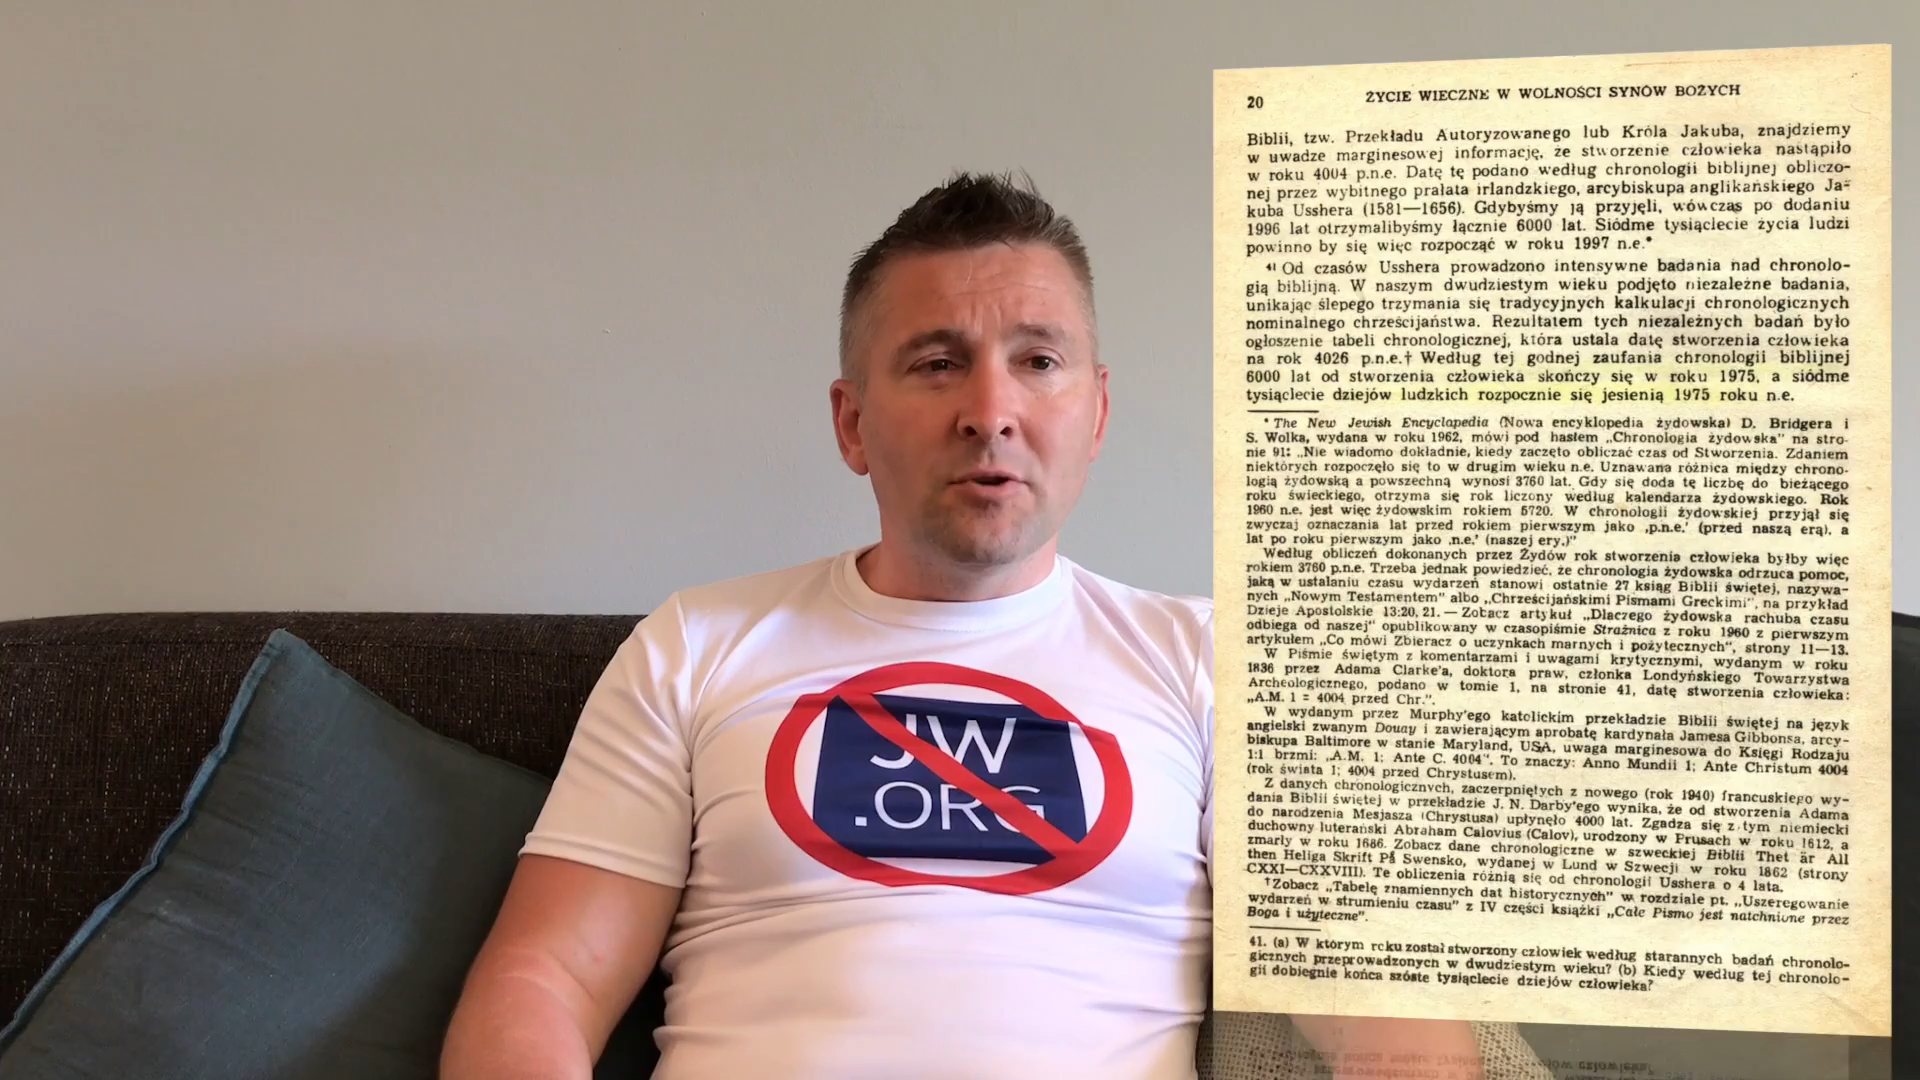 JW
.ORG
20
ŻYCIE WIECZNE W WOLNOŚCI SYNÓW BOŻYCH
Biblii, tzw. Przekładu Autoryzowanego lub Króla Jakuba, znajdziemy
w uwadze marginesowej informację, że stworzenie człowieka nastąpiło
w roku 4004 p.n.e. Datę tę podano według chronologii biblijnej obliczo-
nej przez wybitnego prałata irlandzkiego, arcybiskupa anglikańskiego Ja-
kuba Usshera (1581—1656). Gdybyśmy ją przyjęli, wówczas po dodaniu
1996 lat otrzymalibyśmy łącznie 6000 lat. Siódme tysiąclecie życia ludzi
powinno by się więc rozpocząć w roku 1997 n.e.*
41 Od czasów Usshera prowadzono intensywne badania nad chronolo-
gią biblijną. W naszym dwudziestym wieku podjęto niezależne badania,
unikając ślepego trzymania się tradycyjnych kalkulacji chronologicznych
nominalnego chrześcijaństwa. Rezultatem tych niezależnych badań było
ogłoszenie tabeli chronologicznej, która ustala datę stworzenia człowieka
na rok 4026 p.n.e.† Według tej godnej zaufania chronologii biblijnej
6000 lat od stworzenia człowieka skończy się w roku 1975, a siódme
tysiąclecie dziejów ludzkich rozpocznie się jesienią 1975 roku n.e.
* The New Jewish Encyclopedia (Nowa encyklopedia żydowska) D. Bridgera i
S. Wolka, wydana w roku 1962, mówi pod hasłem „Chronologia żydowska" na stro-
nie 91: „Nie wiadomo dokładnie, kiedy zaczęto obliczać czas od Stworzenia. Zdaniem
niektórych rozpoczęło się to w drugim wieku n.e. Uznawana różnica między chrono-
logią żydowską a powszechną wynosi 3760 lat. Gdy się doda tę liczbę do bieżącego
roku świeckiego, otrzyma się rok liczony według kalendarza żydowskiego. Rok
1960 n.e. jest więc żydowskim rokiem 5720. W chronologii żydowskiej przyjął się
zwyczaj oznaczania lat przed rokiem pierwszym jako ‚p.n.e.' (przed naszą erą), a
lat po roku pierwszym jako ‚n.e.' (naszej ery.)"
Według obliczeń dokonanych przez Żydów rok stworzenia człowieka byłby więc
rokiem 3760 p.n.e. Trzeba jednak powiedzieć, że chronologia żydowska odrzuca pomoc,
jaką w ustalaniu czasu wydarzeń stanowi ostatnie 27 ksiąg Biblii świętej, nazywa-
nych „Nowym Testamentem" albo „Chrześcijańskimi Pismami Greckimi", na przykład
Dzieje Apostolskie 13:20, 21. — Zobacz artykuł „Dlaczego żydowska rachuba czasu
odbiega od naszej" opublikowany w czasopiśmie Strażnica z roku 1960 z pierwszym
artykułem „Co mówi Zbieracz o uczynkach marnych i pożytecznych", strony 11—13.
W Piśmie świętym z komentarzami i uwagami krytycznymi, wydanym w roku
1836 przez Adama Clarke'a, doktora praw, członka Londyńskiego Towarzystwa
Archeologicznego, podano w tomie 1, na stronie 41, datę stworzenia człowieka:
„A.M. 1 = 4004 przed Chr.".
W wydanym przez Murphy'ego katolickim przekładzie Biblii świętej na język
angielski zwanym Douay i zawierającym aprobatę kardynała Jamesa Gibbonsa, arcy-
biskupa Baltimore w stanie Maryland, USA, uwaga marginesowa do Księgi Rodzaju
1:1 brzmi: „A.M. 1; Ante C. 4004". To znaczy: Anno Mundii 1; Ante Christum 4004
(rok świata 1; 4004 przed Chrystusem).
Z danych chronologicznych, zaczerpniętych z nowego (rok 1940) francuskiego wy-
dania Biblii świętej w przekładzie J. N. Darby'ego wynika, że od stworzenia Adama
do narodzenia Mesjasza (Chrystusa) upłynęło 4000 lat. Zgadza się z tym niemiecki
duchowny luterański Abraham Calovius (Calov), urodzony w Prusach w roku 1612, a
zmarły w roku 1686. Zobacz dane chronologiczne w szweckiej Biblii Thet är All
then Heliga Skrift På Swensko, wydanej w Lund w Szwecji w roku 1862 (strony
CXXI—CXXVIII). Te obliczenia różnią się od chronologii Usshera o 4 lata.
† Zobacz „Tabelę znamiennych dat historycznych" w rozdziale pt. „Uszeregowanie
wydarzeń w strumieniu czasu" z IV części książki „Całe Pismo jest natchnione przez
Boga i użyteczne".
41. (a) W którym roku został stworzony człowiek według starannych badań chronolo-
gicznych przeprowadzonych w dwudziestym wieku? (b) Kiedy według tej chronolo-
gii dobiegnie końca szóste tysiąclecie dziejów człowieka?